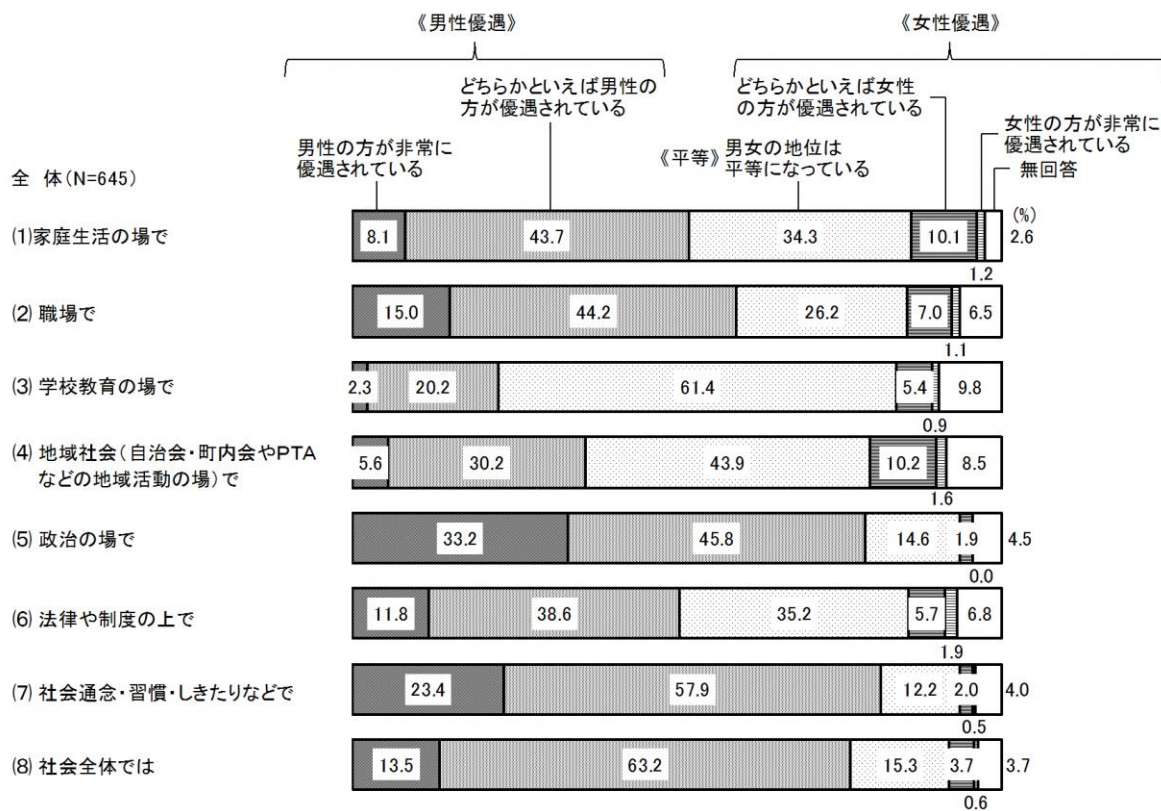 《男性優遇》
《女性優遇》
どちらかといえば男性の
方が優遇されている
どちらかといえば女性
の方が優遇されている
男性の方が非常に
優遇されている
《平等》
男女の地位は
平等になっている
女性の方が非常に
優遇されている
無回答
全 体(N=645)
(%)
(1)家庭生活の場で
8.1 43.7 34.3 10.1 2.6
1.2
(2) 職場で
15.0 44.2 26.2 7.0 6.5
1.1
(3) 学校教育の場で
2.3 20.2 61.4 5.4 9.8
0.9
(4) 地域社会(自治会・町内会やPTA
などの地域活動の場)で
5.6 30.2 43.9 10.2 8.5
1.6
(5) 政治の場で
33.2 45.8 14.6 1.9 4.5
0.0
(6) 法律や制度の上で
11.8 38.6 35.2 5.7 6.8
1.9
(7) 社会通念・習慣・しきたりなどで
23.4 57.9 12.2 2.0 4.0
0.5
(8) 社会全体では
13.5 63.2 15.3 3.7 3.7
0.6